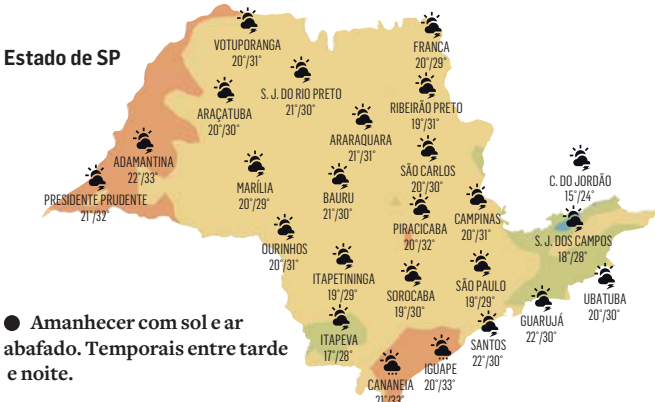 Estado de SP
VOTUPORANGA
20°/31°
FRANCA
20°/29°
S. J. DO RIO PRETO
21°/30°
ARAÇATUBA
20°/30°
RIBEIRÃO PRETO
19°/31°
ARARAQUARA
21°/31°
ADAMANTINA
22°/33°
PRESIDENTE PRUDENTE
21°/32°
MARÍLIA
20°/29°
BAURU
21°/30°
SÃO CARLOS
20°/30°
C. DO JORDÃO
15°/24°
PIRACICABA
20°/32°
CAMPINAS
20°/31°
S. J. DOS CAMPOS
18°/28°
OURINHOS
20°/31°
ITAPETININGA
19°/29°
SOROCABA
19°/30°
SÃO PAULO
19°/29°
UBATUBA
20°/30°
GUARUJÁ
22°/30°
SANTOS
22°/30°
ITAPEVA
17°/28°
IGUAPE
20°/33°
CANANEIA
21°/33°
● Amanhecer com sol e ar
abafado. Temporais entre tarde
e noite.